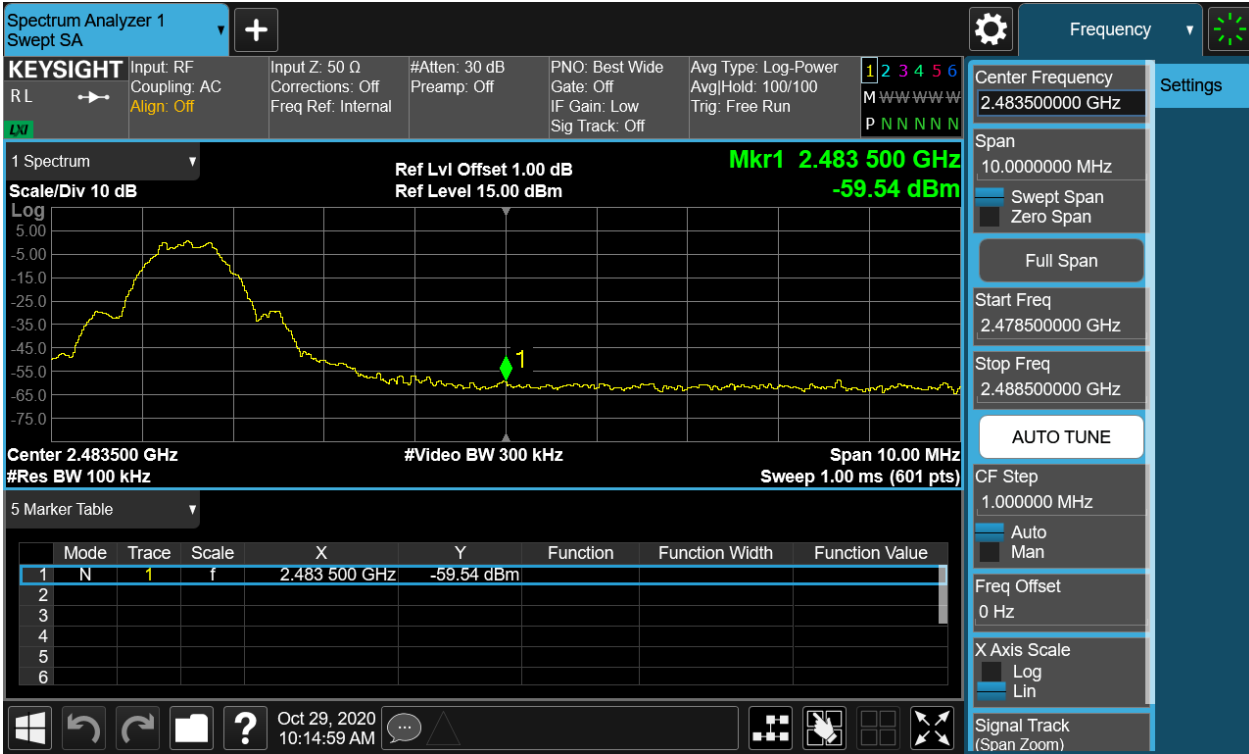 Spectrum Analyzer 1
Swept SA
Frequency
KEYSIGHT
R L
LXI
Input: RF
Coupling: AC
Align: Off
Input Z: 50 Ω
Corrections: Off
Freq Ref: Internal
#Atten: 30 dB
Preamp: Off
PNO: Best Wide
Gate: Off
IF Gain: Low
Sig Track: Off
Avg Type: Log-Power
Avg|Hold: 100/100
Trig: Free Run
1 2 3 4 5 6
M W W W W W
P N N N N N
1 Spectrum
Scale/Div 10 dB
Ref Lvl Offset 1.00 dB
Ref Level 15.00 dBm
Mkr1 2.483 500 GHz
-59.54 dBm
Log
5.00
-5.00
-15.0
-25.0
-35.0
-45.0
-55.0
-65.0
-75.0
1
Center 2.483500 GHz
#Res BW 100 kHz
#Video BW 300 kHz
Span 10.00 MHz
Sweep 1.00 ms (601 pts)
5 Marker Table
Mode Trace Scale X Y Function Function Width Function Value
1 N 1 f 2.483 500 GHz -59.54 dBm
2
3
4
5
6
Oct 29, 2020
10:14:59 AM
Center Frequency
2.483500000 GHz
Span
10.0000000 MHz
Swept Span
Zero Span
Full Span
Start Freq
2.478500000 GHz
Stop Freq
2.488500000 GHz
AUTO TUNE
CF Step
1.000000 MHz
Auto
Man
Freq Offset
0 Hz
X Axis Scale
Log
Lin
Signal Track
(Span Zoom)
Settings